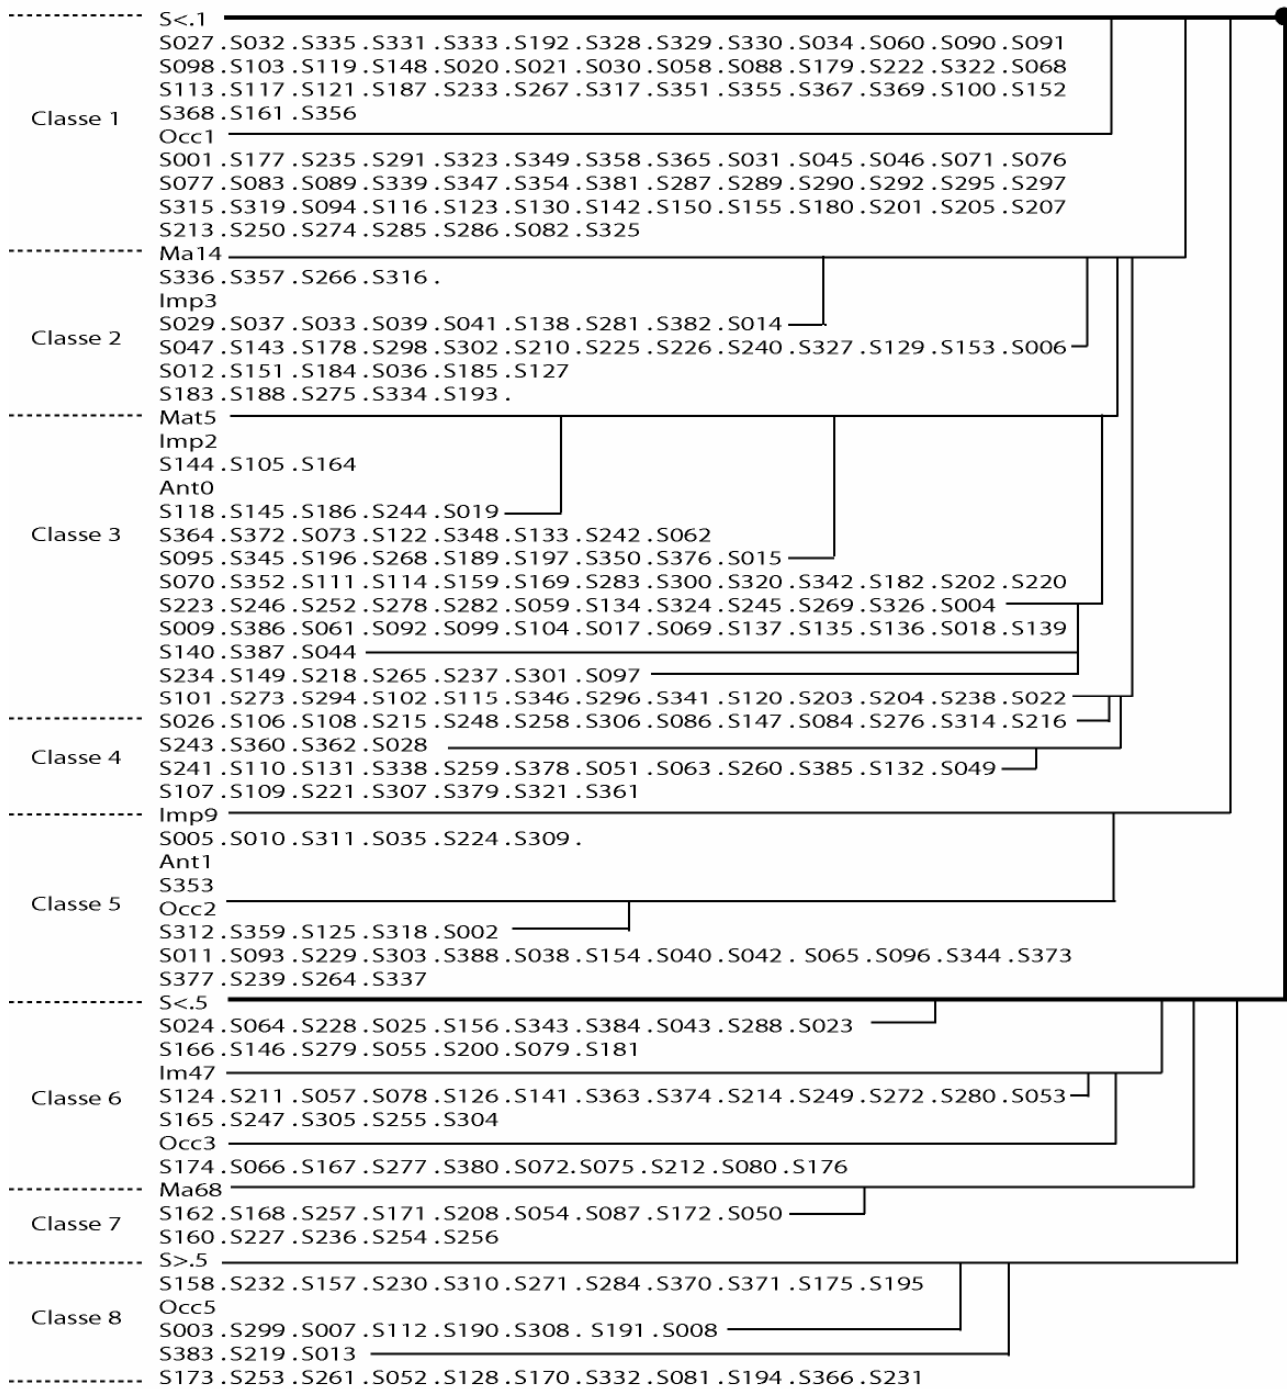 S<.1
S027 .S032 .S335 .S331 .S333 .S192 .S328 .S329 .S330 .S034 .S060 .S090 .S091
S098 .S103 .S119 .S148 .S020 .S021 .S030 .S058 .S088 .S179 .S222 .S322 .S068
S113 .S117 .S121 .S187 .S233 .S267 .S317 .S351 .S355 .S367 .S369 .S100 .S152
Classe 1
S368 .S161 .S356
Occ1
S001 .S177 .S235 .S291 .S323 .S349 .S358 .S365 .S031 .S045 .S046 .S071 .S076
S077 .S083 .S089 .S339 .S347 .S354 .S381 .S287 .S289 .S290 .S292 .S295 .S297
S315 .S319 .S094 .S116 .S123 .S130 .S142 .S150 .S155 .S180 .S201 .S205 .S207
S213 .S250 .S274 .S285 .S286 .S082 .S325
Ma14
S336 .S357 .S266 .S316 .
Imp3
S029 .S037 .S033 .S039 .S041 .S138 .S281 .S382 .S014
Classe 2
S047 .S143 .S178 .S298 .S302 .S210 .S225 .S226 .S240 .S327 .S129 .S153 .S006
S012 .S151 .S184 .S036 .S185 .S127
S183 .S188 .S275 .S334 .S193 .
Mat5
Imp2
S144 .S105 .S164
Ant0
S118 .S145 .S186 .S244 .S019
Classe 3
S364 .S372 .S073 .S122 .S348 .S133 .S242 .S062
S095 .S345 .S196 .S268 .S189 .S197 .S350 .S376 .S015
S070 .S352 .S111 .S114 .S159 .S169 .S283 .S300 .S320 .S342 .S182 .S202 .S220
S223 .S246 .S252 .S278 .S282 .S059 .S134 .S324 .S245 .S269 .S326 .S004
S009 .S386 .S061 .S092 .S099 .S104 .S017 .S069 .S137 .S135 .S136 .S018 .S139
S140 .S387 .S044
S234 .S149 .S218 .S265 .S237 .S301 .S097
S101 .S273 .S294 .S102 .S115 .S346 .S296 .S341 .S120 .S203 .S204 .S238 .S022
S026 .S106 .S108 .S215 .S248 .S258 .S306 .S086 .S147 .S084 .S276 .S314 .S216
S243 .S360 .S362 .S028
Classe 4
S241 .S110 .S131 .S338 .S259 .S378 .S051 .S063 .S260 .S385 .S132 .S049
S107 .S109 .S221 .S307 .S379 .S321 .S361
Imp9
S005 .S010 .S311 .S035 .S224 .S309 .
Ant1
S353
Classe 5
Occ2
S312 .S359 .S125 .S318 .S002
S011 .S093 .S229 .S303 .S388 .S038 .S154 .S040 .S042 . S065 .S096 .S344 .S373
S377 .S239 .S264 .S337
S<.5
S024 .S064 .S228 .S025 .S156 .S343 .S384 .S043 .S288 .S023
S166 .S146 .S279 .S055 .S200 .S079 .S181
Im47
Classe 6
S124 .S211 .S057 .S078 .S126 .S141 .S363 .S374 .S214 .S249 .S272 .S280 .S053
S165 .S247 .S305 .S255 .S304
Occ3
S174 .S066 .S167 .S277 .S380 .S072.S075 .S212 .S080 .S176
Ma68
S162 .S168 .S257 .S171 .S208 .S054 .S087 .S172 .S050
Classe 7
S160 .S227 .S236 .S254 .S256
S>.5
S158 .S232 .S157 .S230 .S310 .S271 .S284 .S370 .S371 .S175 .S195
Occ5
Classe 8
S003 .S299 .S007 .S112 .S190 .S308 . S191 .S008
S383 .S219 .S013
S173 .S253 .S261 .S052 .S128 .S170 .S332 .S081 .S194 .S366 .S231